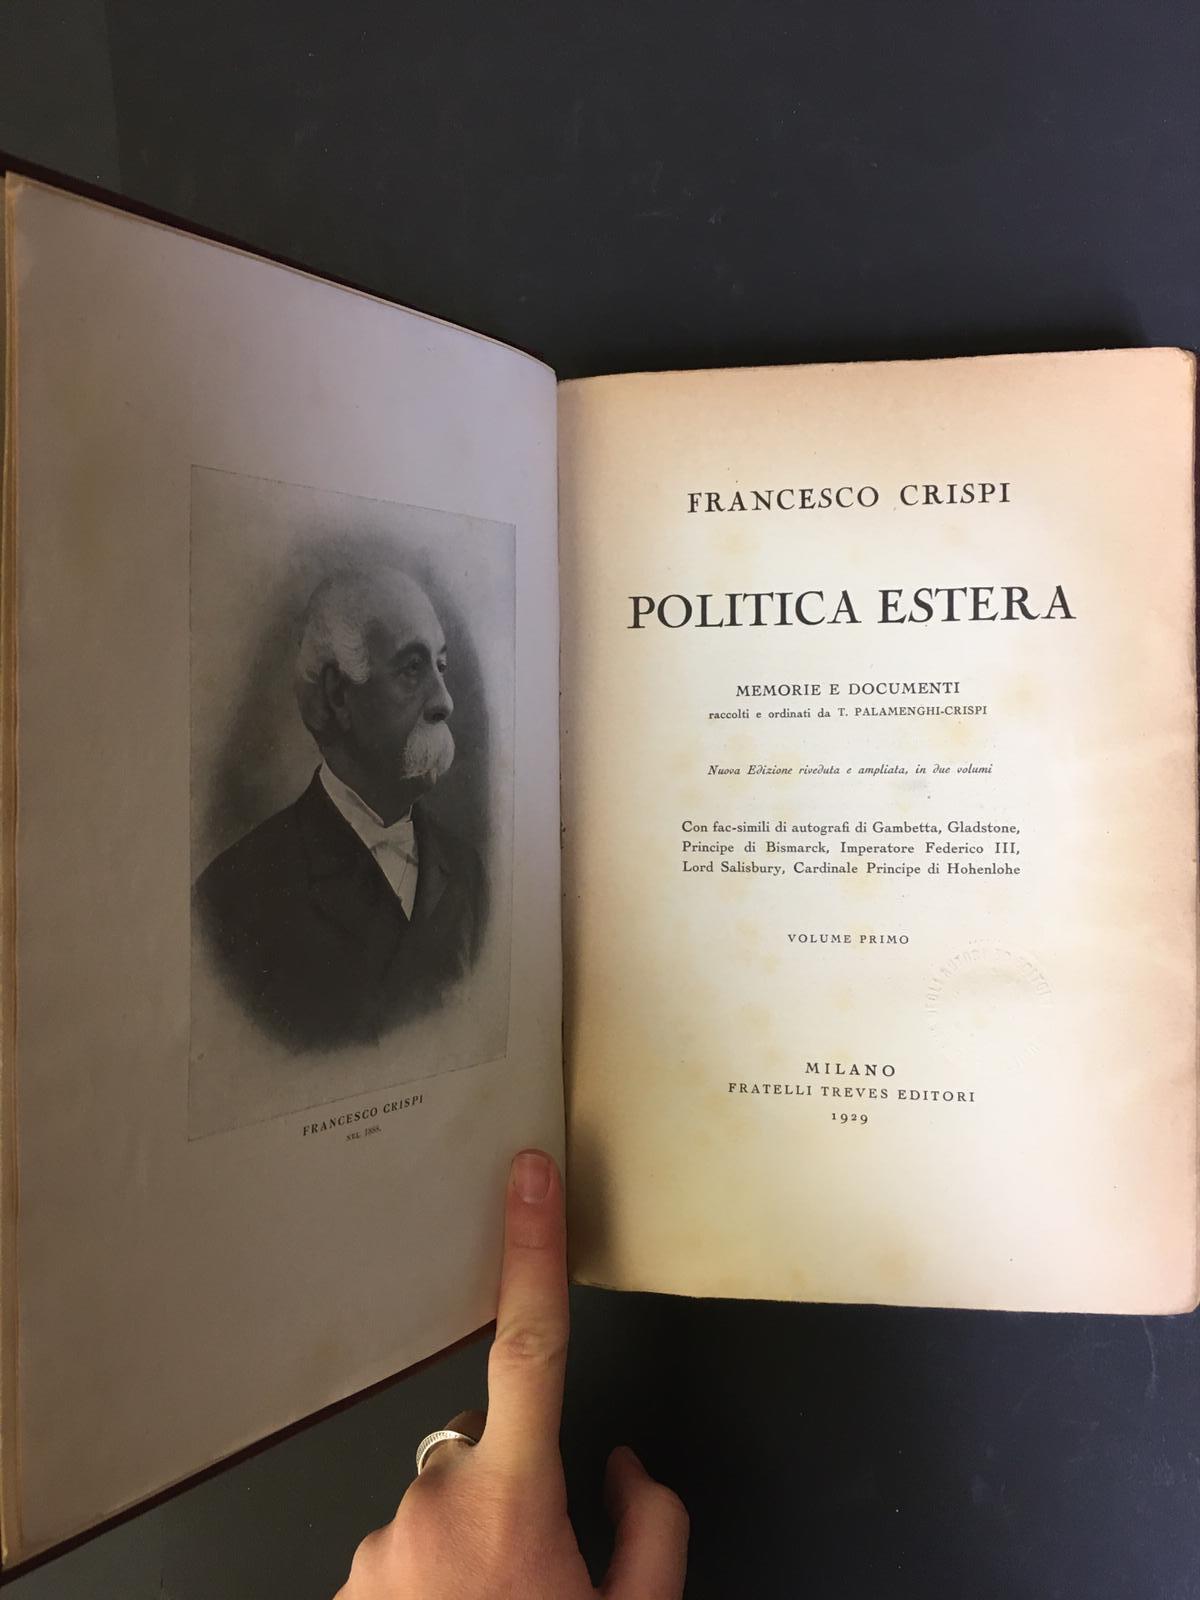 FRANCESCO CRISPI
NEL 1888.
FRANCESCO CRISPI
POLITICA ESTERA
MEMORIE E DOCUMENTI
raccolti e ordinati da T. PALAMENGHI-CRISPI
Nuova Edizione riveduta e ampliata, in due volumi
Con fac-simili di autografi di Gambetta, Gladstone,
Principe di Bismarck, Imperatore Federico III,
Lord Salisbury, Cardinale Principe di Hohenlohe
VOLUME PRIMO
MILANO
FRATELLI TREVES EDITORI
1929